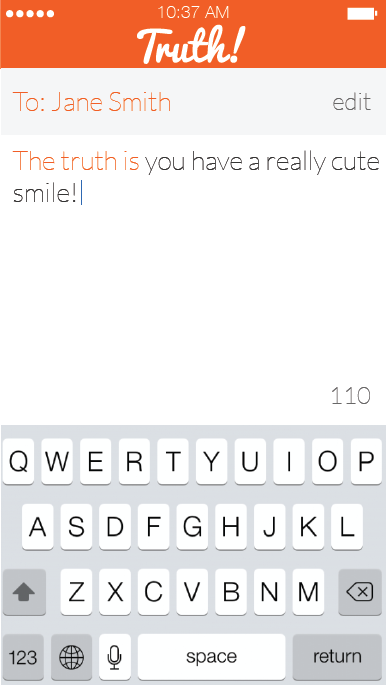 10:37 AM
Truth!
To: Jane Smith edit
The truth is you have a really cute
smile!
110
Q W E R T Y U I O P
A S D F G H J K L
Z X C V B N M
123 space return